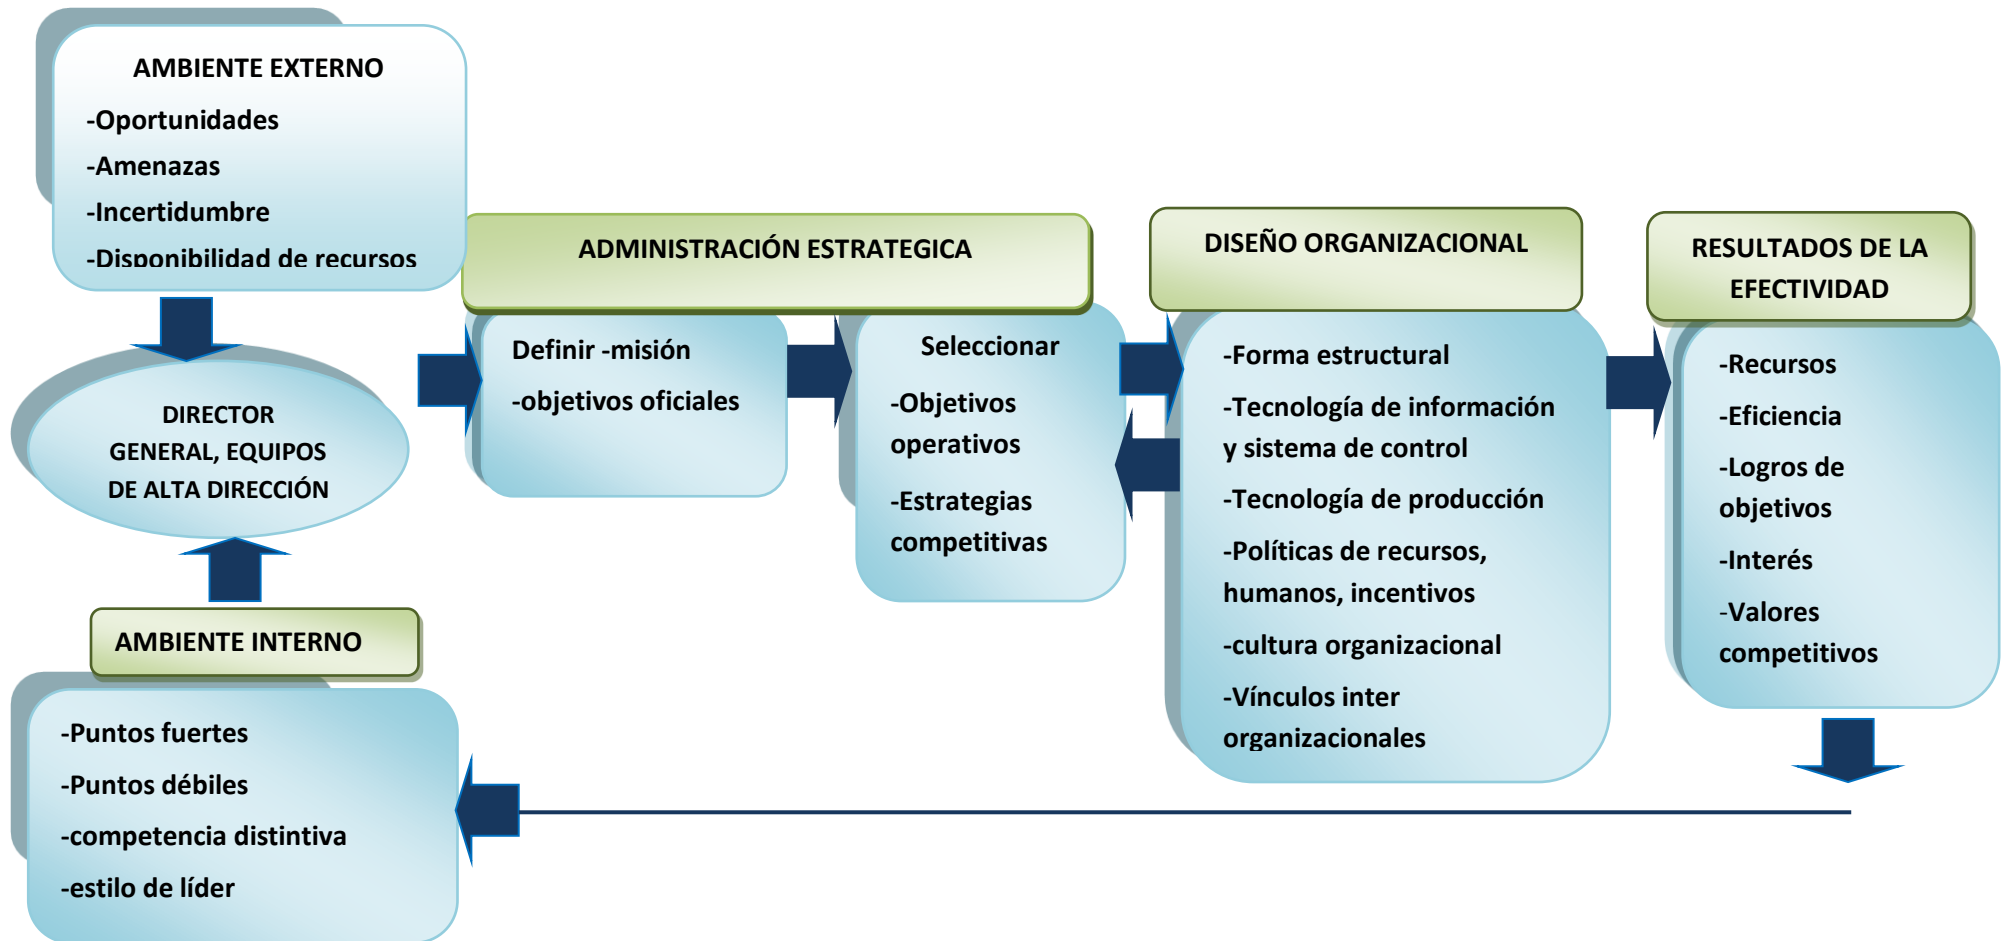 AMBIENTE EXTERNO
-Oportunidades
-Amenazas
-Incertidumbre
-Disponibilidad de recursos
DIRECTOR
GENERAL, EQUIPOS
DE ALTA DIRECCIÓN
AMBIENTE INTERNO
-Puntos fuertes
-Puntos débiles
-competencia distintiva
-estilo de líder
ADMINISTRACIÓN ESTRATEGICA
Definir -misión
-objetivos oficiales
Seleccionar
-Objetivos
operativos
-Estrategias
competitivas
DISEÑO ORGANIZACIONAL
-Forma estructural
-Tecnología de información
y sistema de control
-Tecnología de producción
-Políticas de recursos,
humanos, incentivos
-cultura organizacional
-Vínculos inter
organizacionales
RESULTADOS DE LA
EFECTIVIDAD
-Recursos
-Eficiencia
-Logros de
objetivos
-Interés
-Valores
competitivos